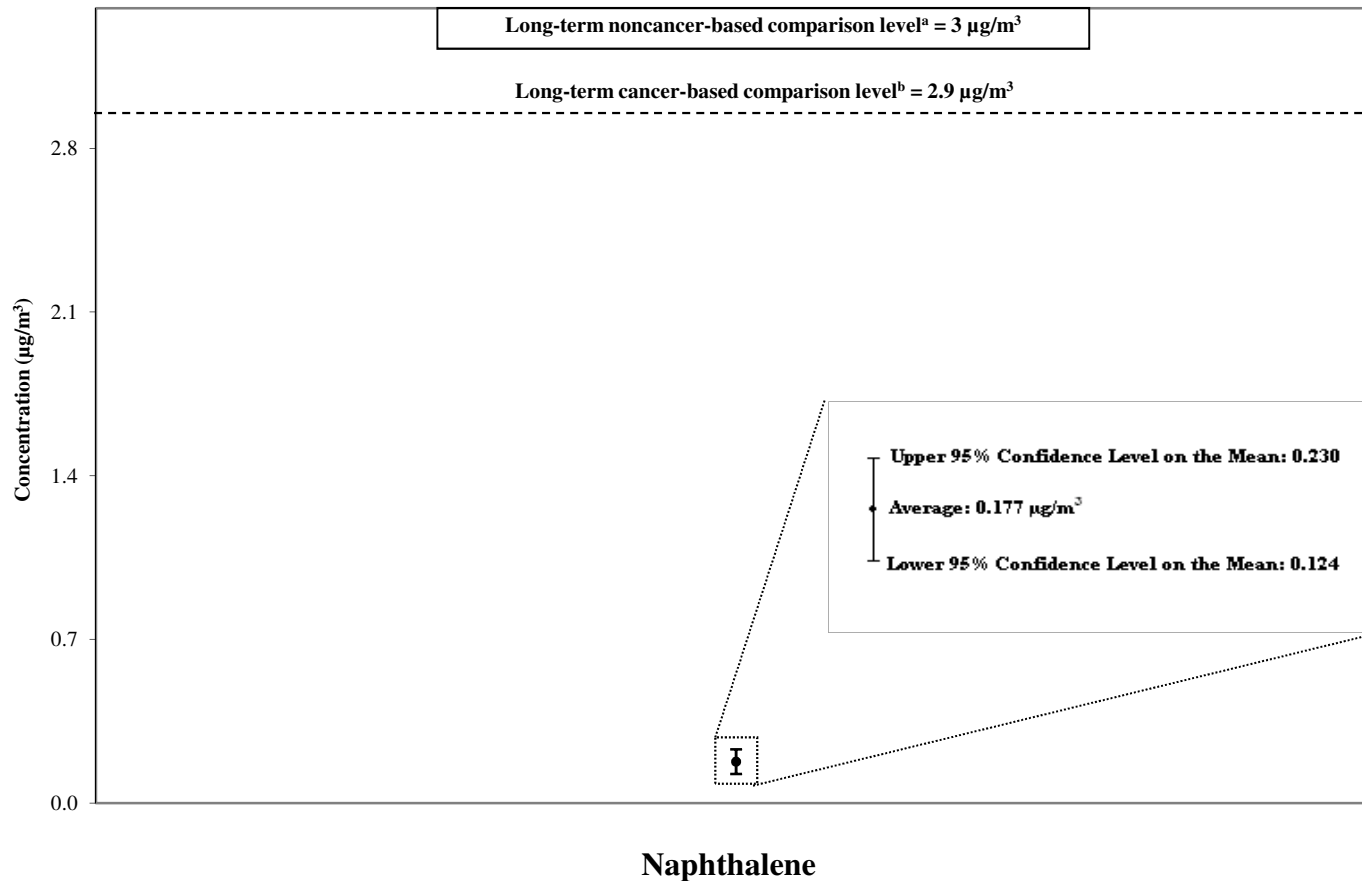 Long-term noncancer-based comparison levelᵃ = 3 µg/m³
Long-term cancer-based comparison levelᵇ = 2.9 µg/m³
2.8
2.1
1.4
0.7
0.0
Concentration (µg/m³)
Upper 95% Confidence Level on the Mean: 0.230
Average: 0.177 µg/m³
Lower 95% Confidence Level on the Mean: 0.124
Naphthalene